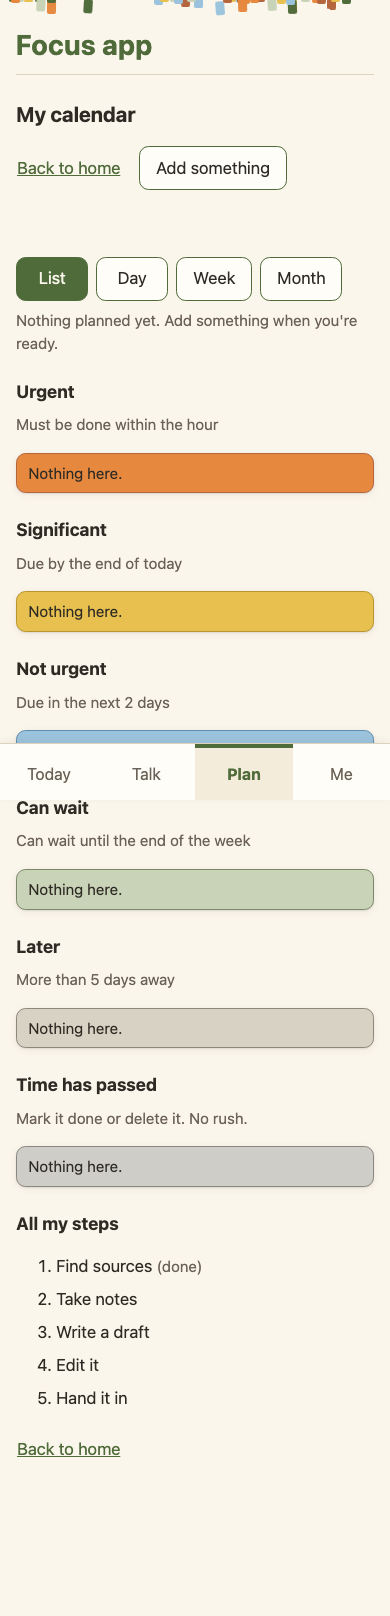 Focus app
My calendar
Back to home
Add something
List
Day
Week
Month
Nothing planned yet. Add something when you're
ready.
Urgent
Must be done within the hour
Nothing here.
Significant
Due by the end of today
Nothing here.
Not urgent
Due in the next 2 days
Today
Talk
Plan
Me
Can wait
Can wait until the end of the week
Nothing here.
Later
More than 5 days away
Nothing here.
Time has passed
Mark it done or delete it. No rush.
Nothing here.
All my steps
1. Find sources (done)
2. Take notes
3. Write a draft
4. Edit it
5. Hand it in
Back to home